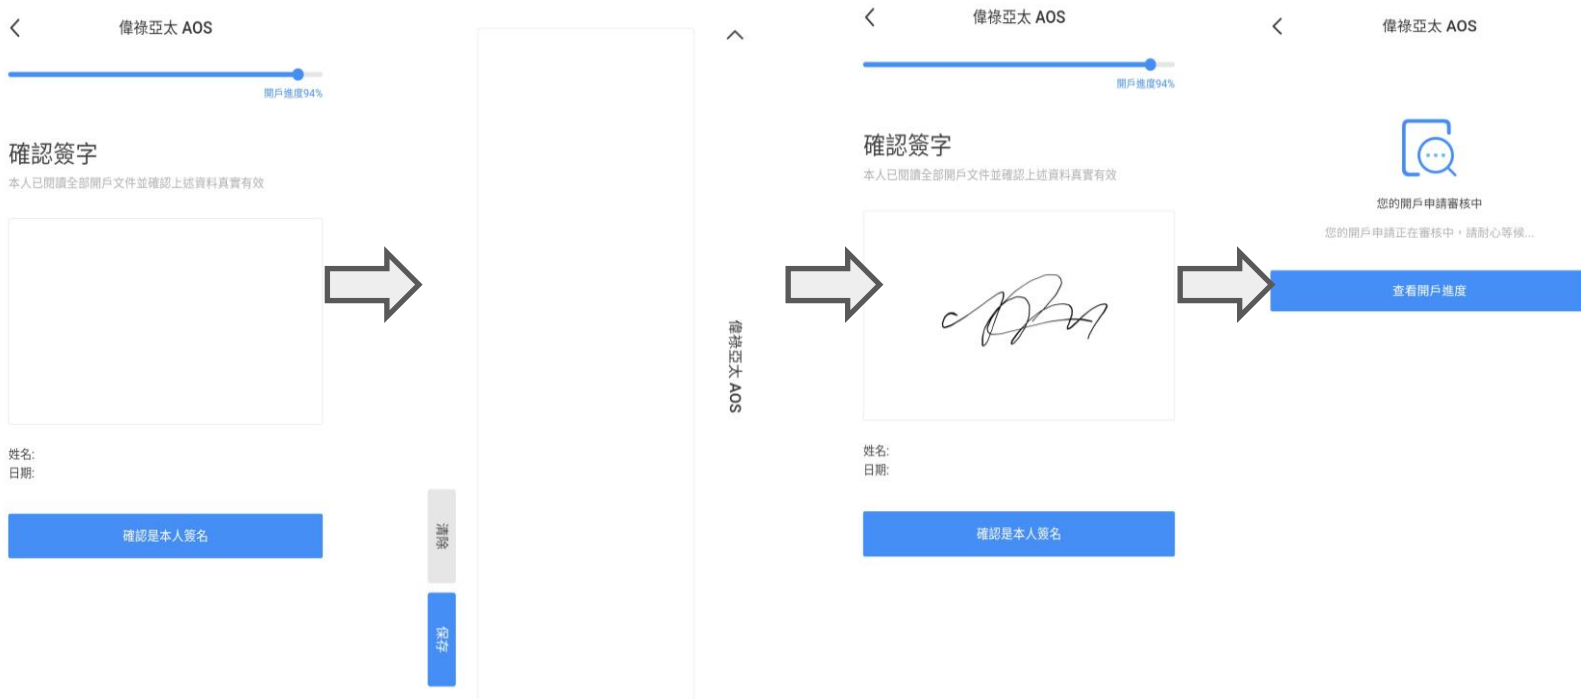 偉祿亞太 AOS
開戶進度94%
確認簽字
本人已閱讀全部開戶文件並確認上述資料真實有效
姓名:
日期:
確認是本人簽名
清除
保存
偉祿亞太 AOS
偉祿亞太 AOS
開戶進度94%
確認簽字
本人已閱讀全部開戶文件並確認上述資料真實有效
姓名:
日期:
確認是本人簽名
偉祿亞太 AOS
您的開戶申請審核中
您的開戶申請正在審核中，請耐心等候...
查看開戶進度